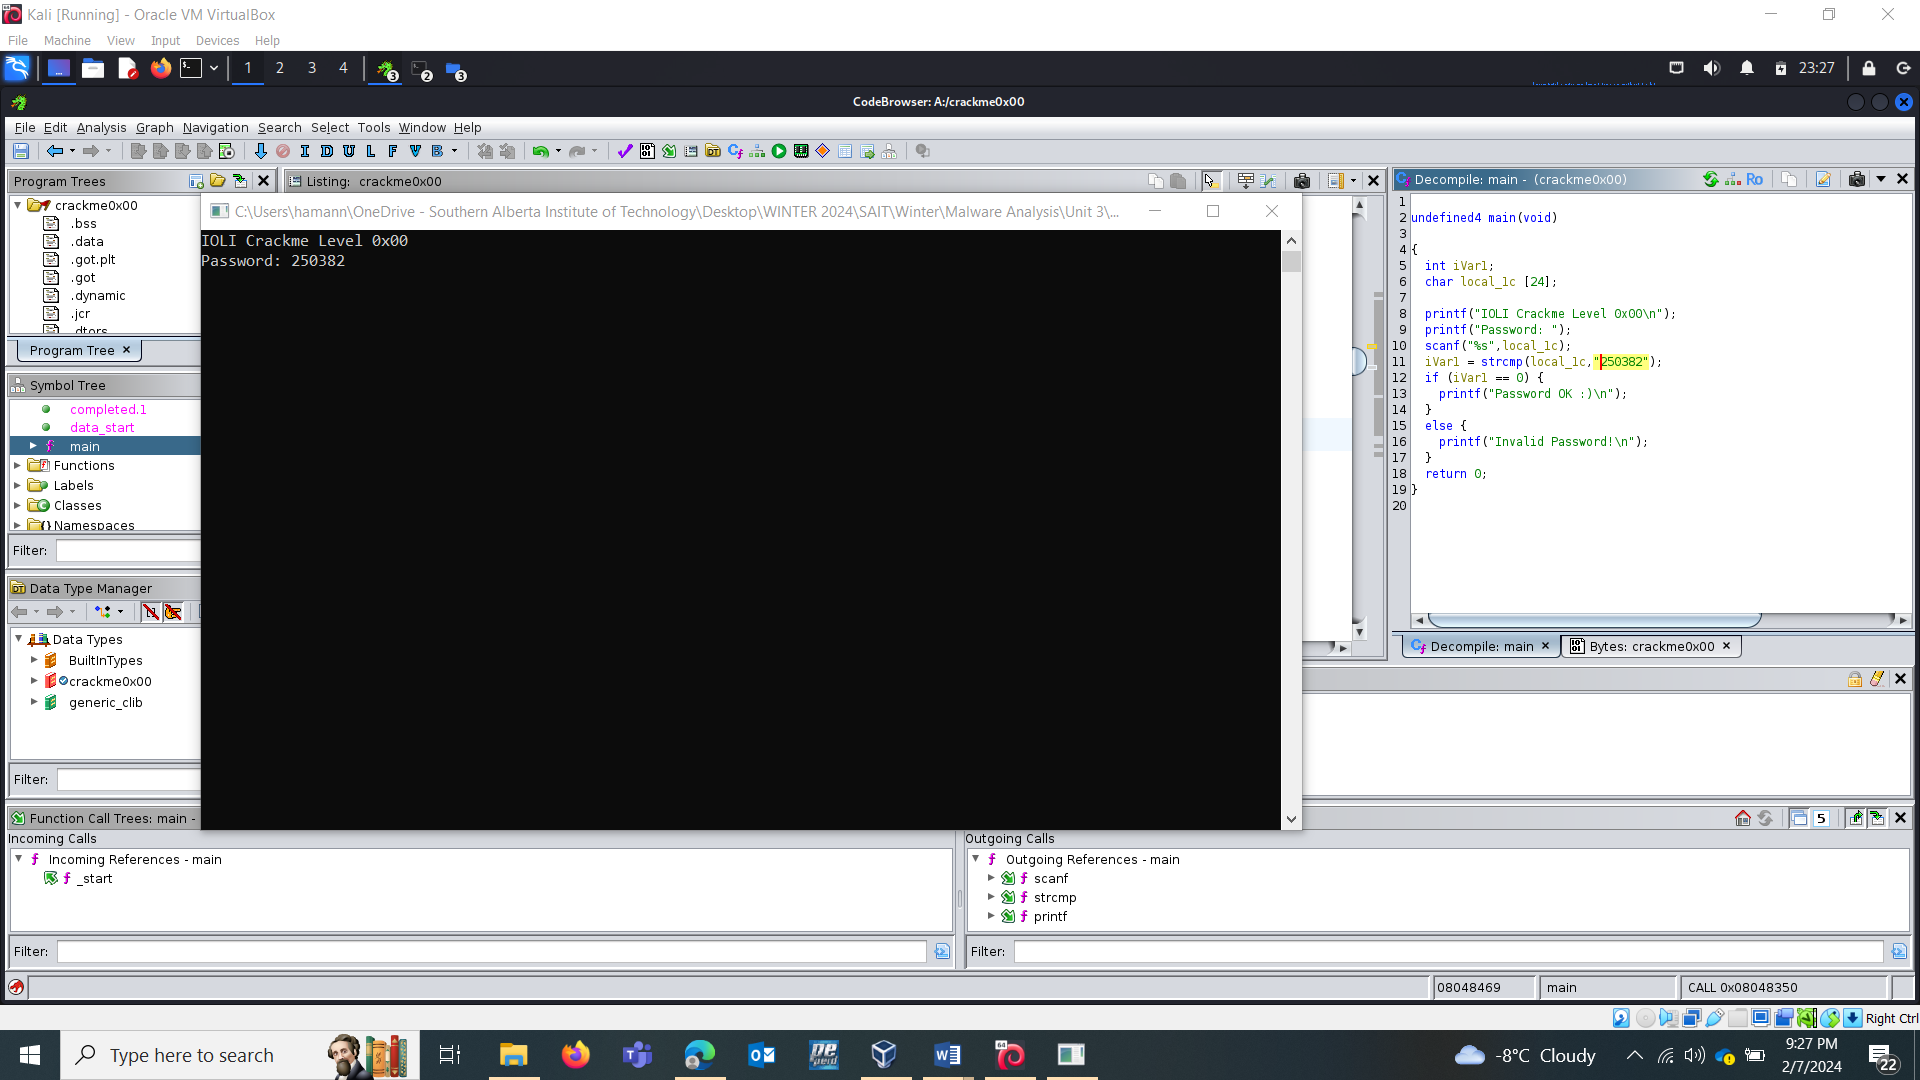 Kali [Running] - Oracle VM VirtualBox
File Machine View Input Devices Help
1 2 3 4 3 2 3 23:27
CodeBrowser: A:/crackme0x00
File Edit Analysis Graph Navigation Search Select Tools Window Help
I D U L F V B
Program Trees
crackme0x00
.bss
.data
.got.plt
.got
.dynamic
.jcr
.dtors
Program Tree ×
Symbol Tree
completed.1
data_start
main
Functions
Labels
Classes
Namespaces
Filter:
Data Type Manager
Data Types
BuiltInTypes
crackme0x00
generic_clib
Filter:
Listing: crackme0x00
C:\Users\hamann\OneDrive - Southern Alberta Institute of Technology\Desktop\WINTER 2024\SAIT\Winter\Malware Analysis\Unit 3\...
IOLI Crackme Level 0x00
Password: 250382
Decompile: main - (crackme0x00)
Ro
1
2 undefined4 main(void)
3
4 {
5 int iVar1;
6 char local_1c [24];
7
8 printf("IOLI Crackme Level 0x00\n");
9 printf("Password: ");
10 scanf("%s",local_1c);
11 iVar1 = strcmp(local_1c,"250382");
12 if (iVar1 == 0) {
13 printf("Password OK :)\n");
14 }
15 else {
16 printf("Invalid Password!\n");
17 }
18 return 0;
19 }
20
Decompile: main × Bytes: crackme0x00 ×
Function Call Trees: main -
5
Incoming Calls
Incoming References - main
_start
Filter:
Outgoing Calls
Outgoing References - main
scanf
strcmp
printf
Filter:
08048469 main CALL 0x08048350
Right Ctrl
Type here to search
-8°C Cloudy
9:27 PM
2/7/2024
22